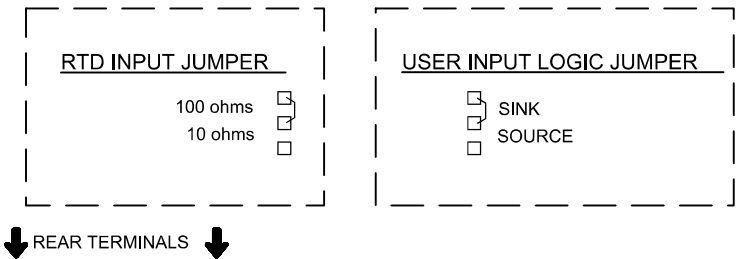 RTD INPUT JUMPER
100 ohms
10 ohms
USER INPUT LOGIC JUMPER
SINK
SOURCE
REAR TERMINALS